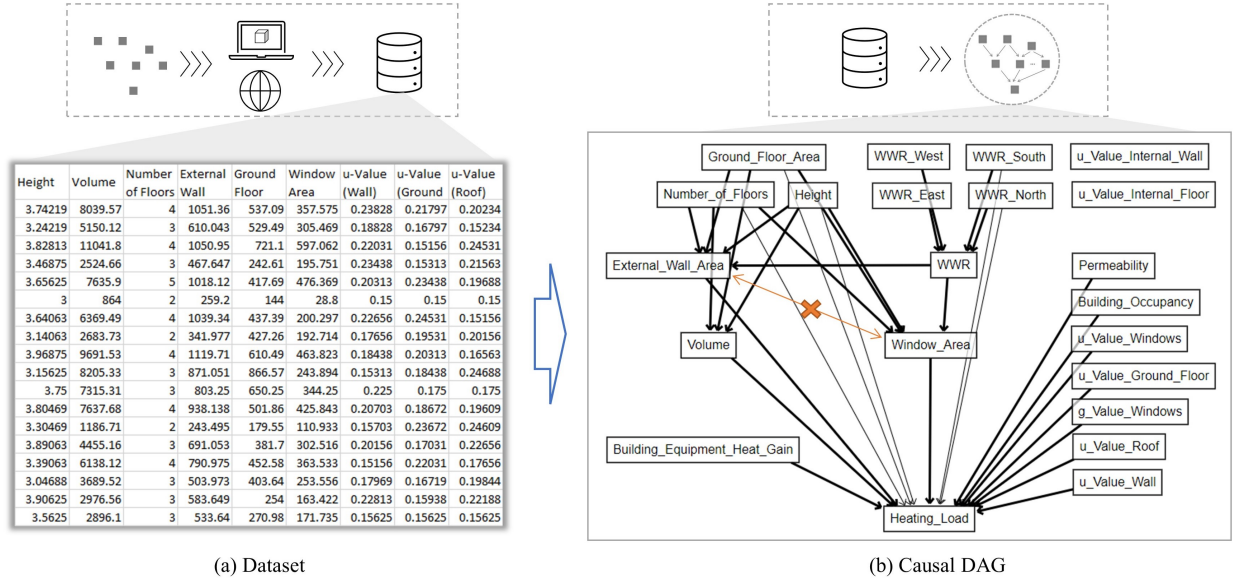 Height Volume Number of Floors External Wall Ground Floor Window Area u-Value (Wall) u-Value (Ground u-Value (Roof)
3.74219 8039.57 4 1051.36 537.09 357.575 0.23828 0.21797 0.20234
3.24219 5150.12 3 610.043 529.49 305.469 0.18828 0.16797 0.15234
3.82813 11041.8 4 1050.95 721.1 597.062 0.22031 0.15156 0.24531
3.46875 2524.66 3 467.647 242.61 195.751 0.23438 0.15313 0.21563
3.65625 7635.9 5 1018.12 417.69 476.369 0.20313 0.23438 0.19688
3 864 2 259.2 144 28.8 0.15 0.15 0.15
3.64063 6369.49 4 1039.34 437.39 200.297 0.22656 0.24531 0.15156
3.14063 2683.73 2 341.977 427.26 192.714 0.17656 0.19531 0.20156
3.96875 9691.53 4 1119.71 610.49 463.823 0.18438 0.20313 0.16563
3.15625 8205.33 3 871.051 866.57 243.894 0.15313 0.18438 0.24688
3.75 7315.31 3 803.25 650.25 344.25 0.225 0.175 0.175
3.80469 7637.68 4 938.138 501.86 425.843 0.20703 0.18672 0.19609
3.30469 1186.71 2 243.495 179.55 110.933 0.15703 0.23672 0.24609
3.89063 4455.16 3 691.053 381.7 302.516 0.20156 0.17031 0.22656
3.39063 6138.12 4 790.975 452.58 363.533 0.15156 0.22031 0.17656
3.04688 3689.52 3 503.973 403.64 253.556 0.17969 0.16719 0.19844
3.90625 2976.56 3 583.649 254 163.422 0.22813 0.15938 0.22188
3.5625 2896.1 3 533.64 270.98 171.735 0.15625 0.15625 0.15625
(a) Dataset
Ground_Floor_Area
WWR_West
WWR_South
u_Value_Internal_Wall
Number_of_Floors
Height
WWR_East
WWR_North
u_Value_Internal_Floor
External_Wall_Area
WWR
Permeability
Building_Occupancy
Volume
Window_Area
u_Value_Windows
u_Value_Ground_Floor
g_Value_Windows
Building_Equipment_Heat_Gain
u_Value_Roof
u_Value_Wall
Heating_Load
(b) Causal DAG